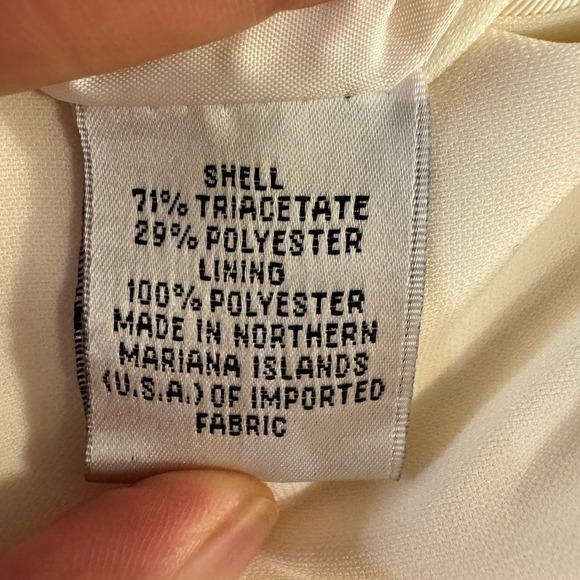 SHELL
71% TRIACETATE
29% POLYESTER
LINING
100% POLYESTER
MADE IN NORTHERN
MARIANA ISLANDS
(U.S.A.) OF IMPORTED
FABRIC